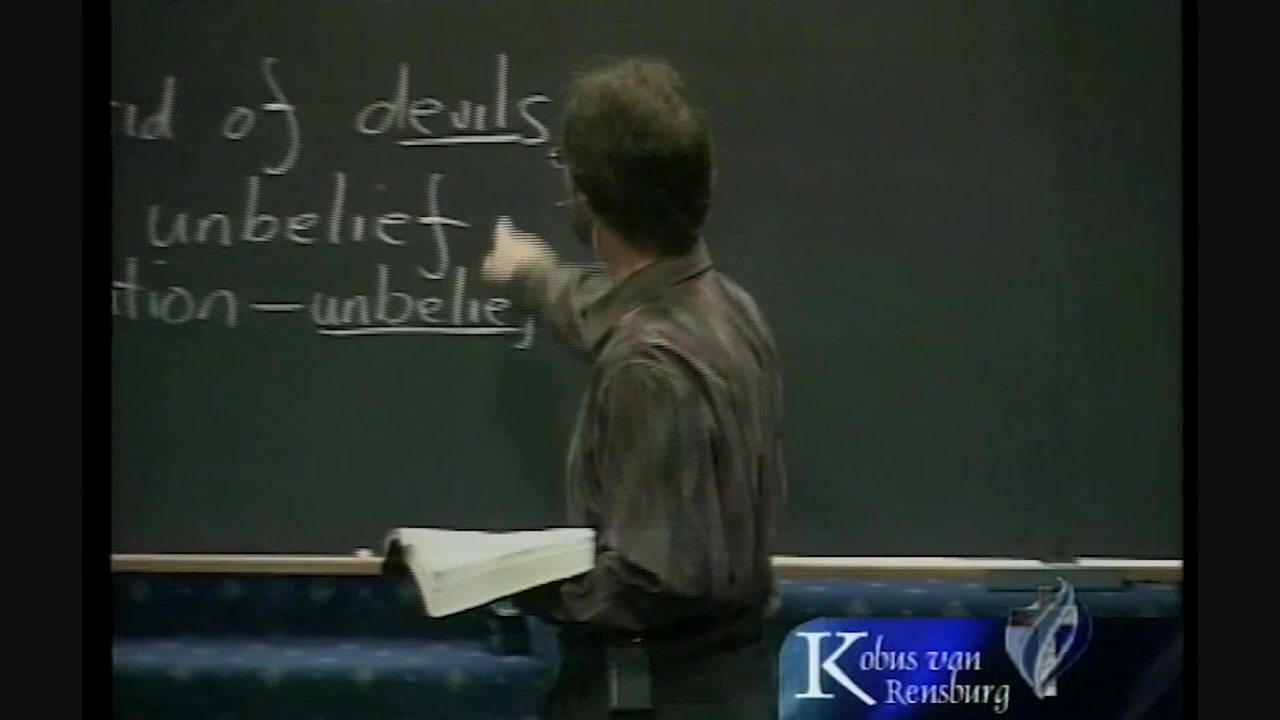 of devils,
unbelief
tion — unbelie,
Kobus van
Rensburg